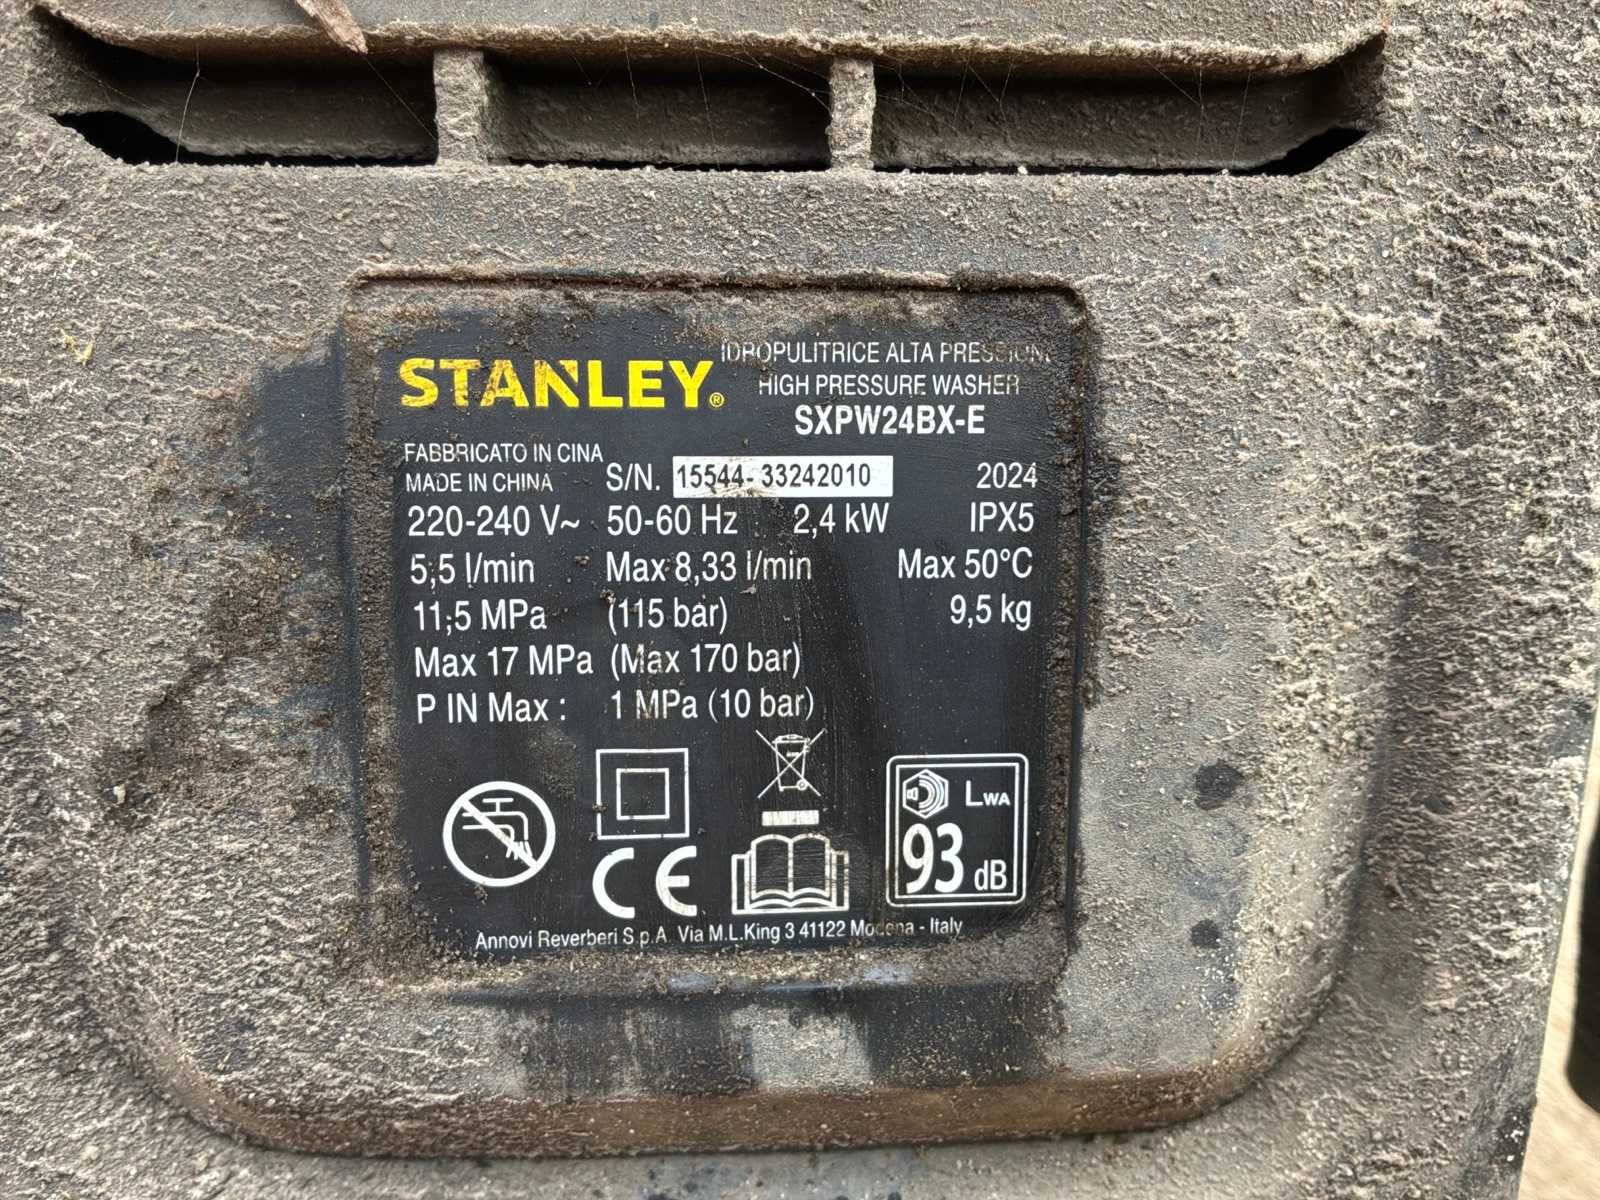 STANLEY® IDROPULITRICE ALTA PRESSIONE
HIGH PRESSURE WASHER
SXPW24BX-E
FABBRICATO IN CINA
MADE IN CHINA S/N. 15544-33242010 2024
220-240 V~ 50-60 Hz 2,4 kW IPX5
5,5 l/min Max 8,33 l/min Max 50°C
11,5 MPa (115 bar) 9,5 kg
Max 17 MPa (Max 170 bar)
P IN Max : 1 MPa (10 bar)
LWA
93 dB
CE
Annovi Reverberi S.p.A. Via M.L.King 3 41122 Modena - Italy